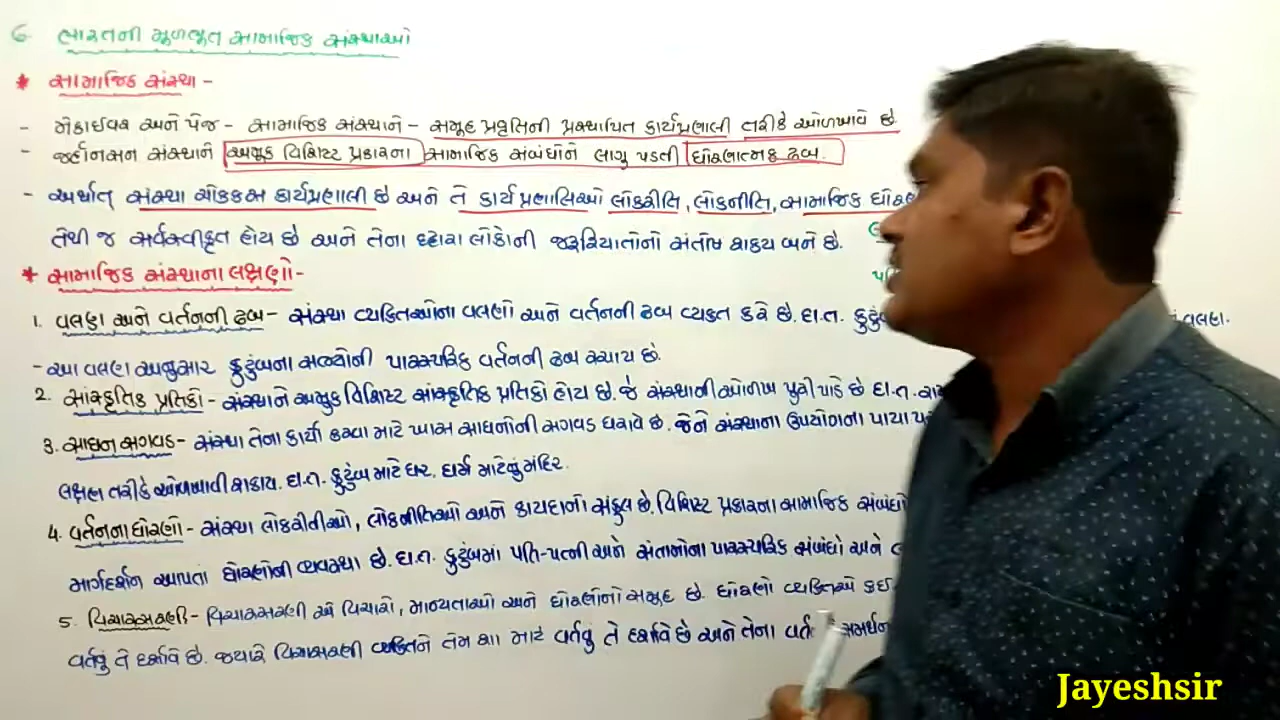 6 ભારતની મૂળભૂત સામાજિક સંસ્થાઓ
* સામાજિક સંસ્થા -
- મેકાઈવર અને પેજ - સામાજિક સંસ્થાને - સમૂહ પ્રવૃત્તિની પ્રસ્થાપિત કાર્યપ્રણાલી તરીકે ઓળખાવે છે.
- જ્હોનસન સંસ્થાને અમૂક વિશિષ્ટ પ્રકારના સામાજિક સંબંધોને લાગુ પડતી ધોરણાત્મક ઢબ.
- અર્થાત્ સંસ્થા ચોક્કસ કાર્યપ્રણાલી છે અને તે કાર્ય પ્રણાલિઓ લોકરીતિ, લોકનીતિ, સામાજિક
તેથી જ સર્વસ્વીકૃત હોય છે અને તેના દ્વારા લોકોની જરૂરિયાતોનો સંતોષ શક્ય બને છે.
* સામાજિક સંસ્થાના લક્ષણો -
1. વલણ અને વર્તનની ઢબ - સંસ્થા વ્યક્તિઓના વલણો અને વર્તનની ઢબ વ્યક્ત કરે છે. દા.ત. વલણ.
- આ વલણ અનુસાર કુટુંબના સભ્યોની પારસ્પરિક વર્તનની ઢબ રચાય છે.
2. સાંસ્કૃતિક પ્રતિકો - સંસ્થાને અમુક વિશિષ્ટ સાંસ્કૃતિક પ્રતિકો હોય છે. જે સંસ્થાની ઓળખ પુરી પાડે છે દા.ત.
3. સાધન સગવડ - સંસ્થા તેના કાર્યો કરવા માટે ખાસ સાધનોની સગવડ ધરાવે છે. જેને સંસ્થાના ઉપયોગના પાયા
લક્ષણ તરીકે ઓળખાવી શકાય. દા.ત. કુટુંબ માટે ઘર. ધર્મ માટેનું મંદિર.
4. વર્તનના ધોરણો - સંસ્થા લોકરીતીઓ, લોકનીતિઓ અને કાયદાનો સંકુલ છે. વિશિષ્ટ પ્રકારના સામાજિક સંબંધો
માર્ગદર્શન આપતા ધોરણોની વ્યવસ્થા છે. દા.ત. કુટુંબમાં પતિ-પત્ની અને સંતાનોના પારસ્પરિક સંબંધો અને
5. વિચારસરણી - વિચારસરણી એ વિચારો, માન્યતાઓ અને ધોરણોનો સમૂહ છે. ધોરણો વ્યક્તિએ કઈ
વર્તવું તે દર્શાવે છે. જ્યારે વિચારસરણી વ્યક્તિને તેમ શા માટે વર્તવું તે દર્શાવે છે અને તેના સમર્થન
Jayeshsir